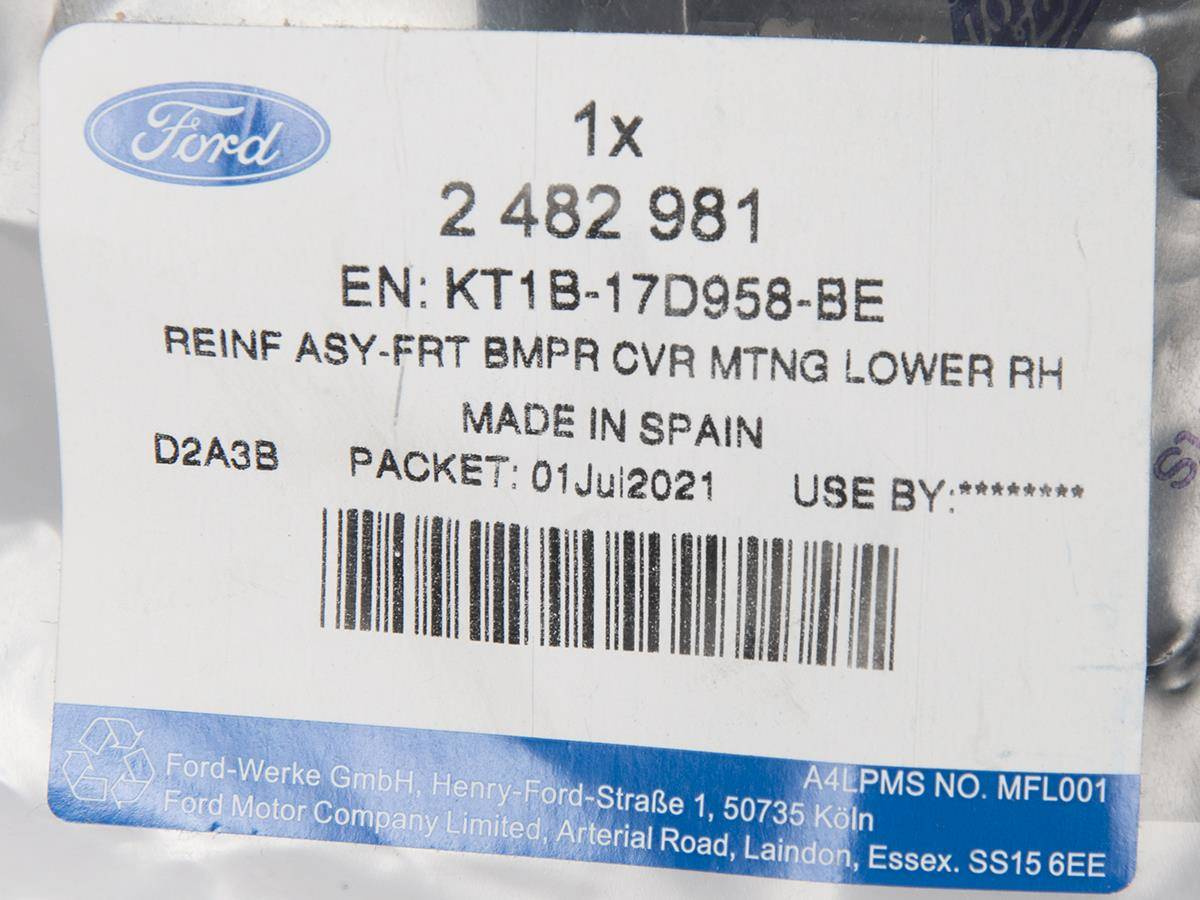 Ford
1x
2 482 981
EN: KT1B-17D958-BE
REINF ASY-FRT BMPR CVR MTNG LOWER RH
MADE IN SPAIN
D2A3B PACKET: 01Jul2021 USE BY:********
A4LPMS NO. MFL001
Ford-Werke GmbH, Henry-Ford-Straße 1, 50735 Köln
Ford Motor Company Limited, Arterial Road, Laindon, Essex. SS15 6EE